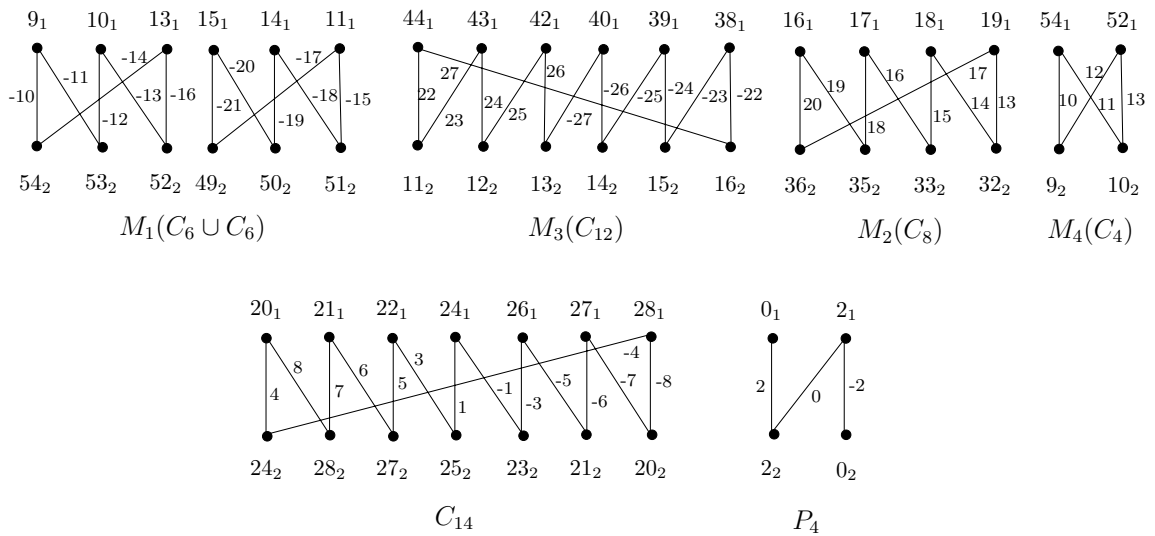 9₁ 10₁ 13₁ 15₁ 14₁ 11₁ 44₁ 43₁ 42₁ 40₁ 39₁ 38₁ 16₁ 17₁ 18₁ 19₁ 54₁ 52₁
-10 -11 -14 -12 -13 -16 -20 -17 -21 -19 -18 -15 22 27 23 24 26 25 -27 -26 -25 -24 -23 -22 20 19 18 16 15 17 14 13 10 12 11 13
54₂ 53₂ 52₂ 49₂ 50₂ 51₂ 11₂ 12₂ 13₂ 14₂ 15₂ 16₂ 36₂ 35₂ 33₂ 32₂ 9₂ 10₂
M₁(C₆ ∪ C₆) M₃(C₁₂) M₂(C₈) M₄(C₄)
20₁ 21₁ 22₁ 24₁ 26₁ 27₁ 28₁ 0₁ 2₁
4 8 7 6 5 3 1 -1 -3 -5 -6 -7 -4 -8 2 0 -2
24₂ 28₂ 27₂ 25₂ 23₂ 21₂ 20₂ 2₂ 0₂
C₁₄ P₄